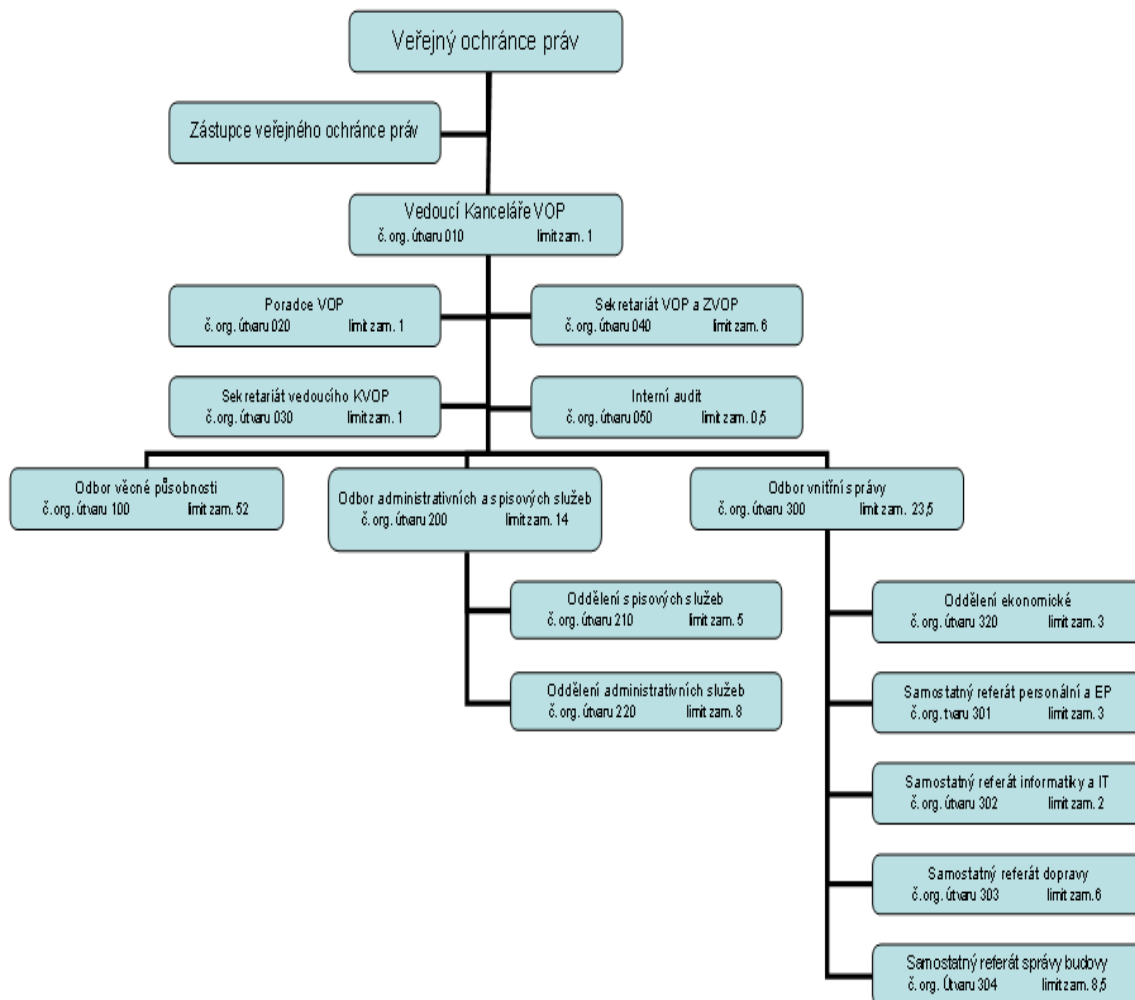 Veřejný ochránce práv
Zástupce veřejného ochránce práv
Vedoucí Kanceláře VOP
č. org. útvaru 010 limit zam. 1
Poradce VOP
č. org. útvaru 020 limit zam. 1
Sekretariát VOP a ZVOP
č. org. útvaru 040 limit zam. 6
Sekretariát vedoucího KVOP
č. org. útvaru 030 limit zam. 1
Interní audit
č. org. útvaru 050 limit zam. 0,5
Odbor věcné působnosti
č. org. útvaru 100 limit zam. 52
Odbor administrativních a spisových služeb
č. org. útvaru 200 limit zam. 14
Odbor vnitřní správy
č. org. útvaru 300 limit zam. 23,5
Oddělení spisových služeb
č. org. útvaru 210 limit zam. 5
Oddělení administrativních služeb
č. org. útvaru 220 limit zam. 8
Oddělení ekonomické
č. org. útvaru 320 limit zam. 3
Samostatný referát personální a EP
č. org. tvaru 301 limit zam. 3
Samostatný referát informatiky a IT
č. org. útvaru 302 limit zam. 2
Samostatný referát dopravy
č. org. útvaru 303 limit zam. 6
Samostatný referát správy budovy
č. org. Útvaru 304 limit zam. 8,5